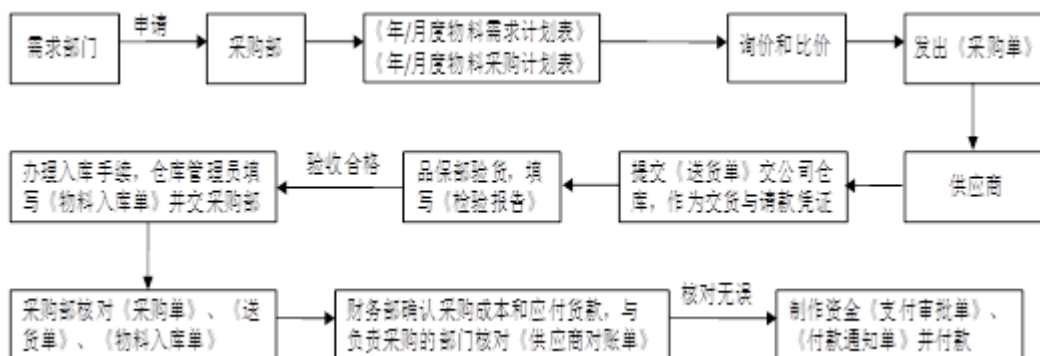 需求部门
申请
采购部
《年/月度物料需求计划表》
《年/月度物料采购计划表》
询价和比价
发出《采购单》
供应商
提交《送货单》交公司仓
库，作为交货与请款凭证
品保部验货，填
写《检验报告》
验收合格
办理入库手续，仓库管理员填
写《物料入库单》并交采购部
采购部核对《采购单》、《送
货单》、《物料入库单》
财务部确认采购成本和应付货款，与
负责采购的部门核对《供应商对账单》
核对无误
制作资金《支付审批单》、
《付款通知单》并付款